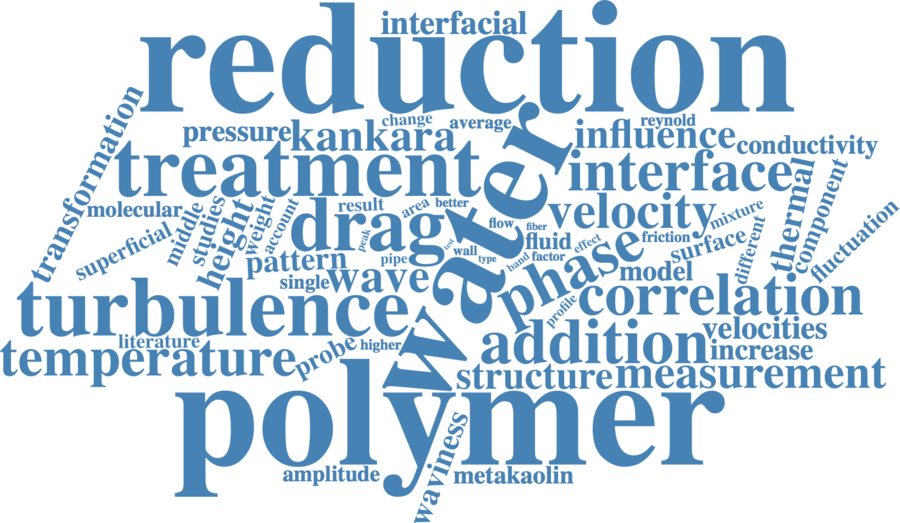 interfacial
reduction
change
average
reynold
pressure
kankara
influence
conductivity
transformation
treatment
water
interface
molecular
middle
studies
height
weight
account
result
area
better
velocity
mixture
thermal
component
superficial
drag
peak
flow
fiber
fluid
effect
friction
surface
different
fluctuation
pattern
pipe
test
wall
type
band
factor
phase
model
single
wave
profile
correlation
turbulence
literature
velocities
temperature
probe
higher
addition
increase
structure
measurement
polymer
amplitude
waviness
metakaolin